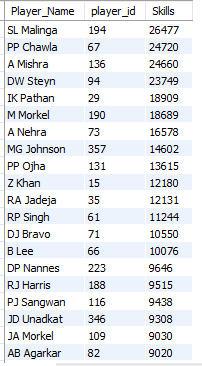 Player_Name player_id Skills
SL Malinga 194 26477
PP Chawla 67 24720
A Mishra 136 24660
DW Steyn 94 23749
IK Pathan 29 18909
M Morkel 190 18689
A Nehra 73 16578
MG Johnson 357 14602
PP Ojha 131 13615
Z Khan 15 12180
RA Jadeja 35 12131
RP Singh 61 11244
DJ Bravo 71 10550
B Lee 66 10076
DP Nannes 223 9646
RJ Harris 188 9515
PJ Sangwan 116 9438
JD Unadkat 346 9308
JA Morkel 109 9030
AB Agarkar 82 9020